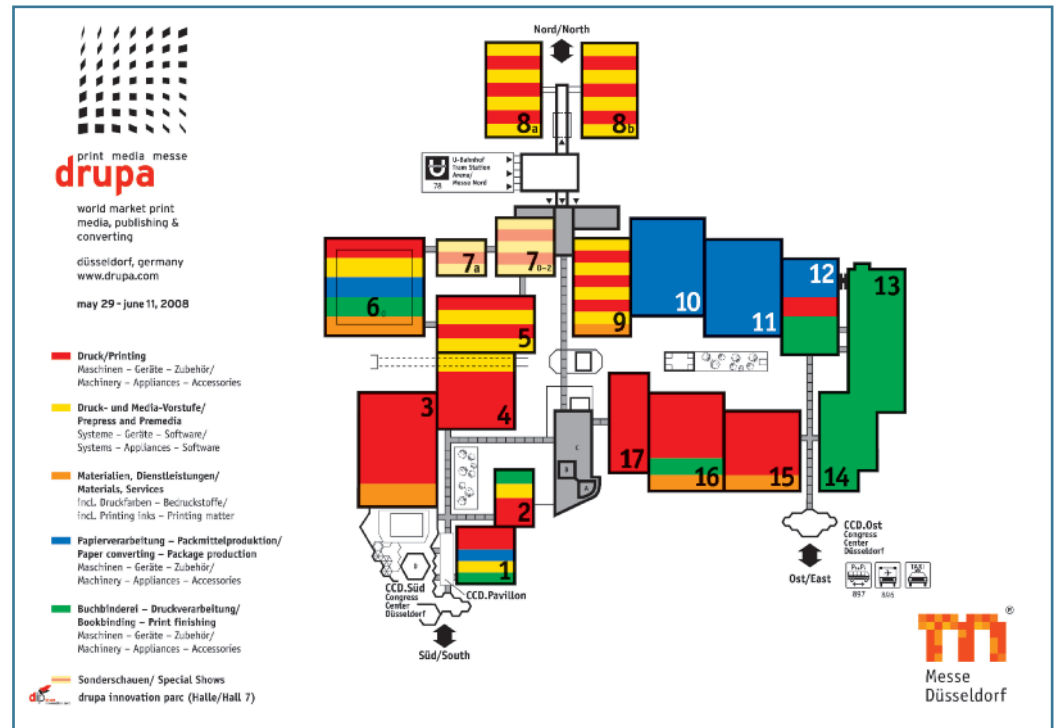 print media messe
drupa
world market print
media, publishing &
converting
düsseldorf, germany
www.drupa.com
may 29 - june 11, 2008
Druck/Printing
Maschinen – Geräte – Zubehör/
Machinery – Appliances – Accessories
Druck- und Media-Vorstufe/
Prepress and Premedia
Systeme – Geräte – Software/
Systems – Appliances – Software
Materialien, Dienstleistungen/
Materials, Services
incl. Druckfarben – Bedruckstoffe/
incl. Printing inks – Printing matter
Papierverarbeitung – Packmittelproduktion/
Paper converting – Package production
Maschinen – Geräte – Zubehör/
Machinery – Appliances – Accessories
Buchbinderei – Druckverarbeitung/
Bookbinding – Print finishing
Maschinen – Geräte – Zubehör/
Machinery – Appliances – Accessories
Sonderschauen/ Special Shows
drupa innovation parc (Halle/Hall 7)
Nord/North
8a
8b
U
78
U-Bahnhof
Tram Station
Arena/
Messe Nord
7a
7 0-2
6
5
9
10
11
12
13
3
4
17
16
15
14
2
1
C
B
A
CCD.Süd
Congress
Center
Düsseldorf
CCD.Pavillon
Süd/South
CCD.Ost
Congress
Center
Düsseldorf
Ost/East
TAXI
897
896
®
Messe
Düsseldorf